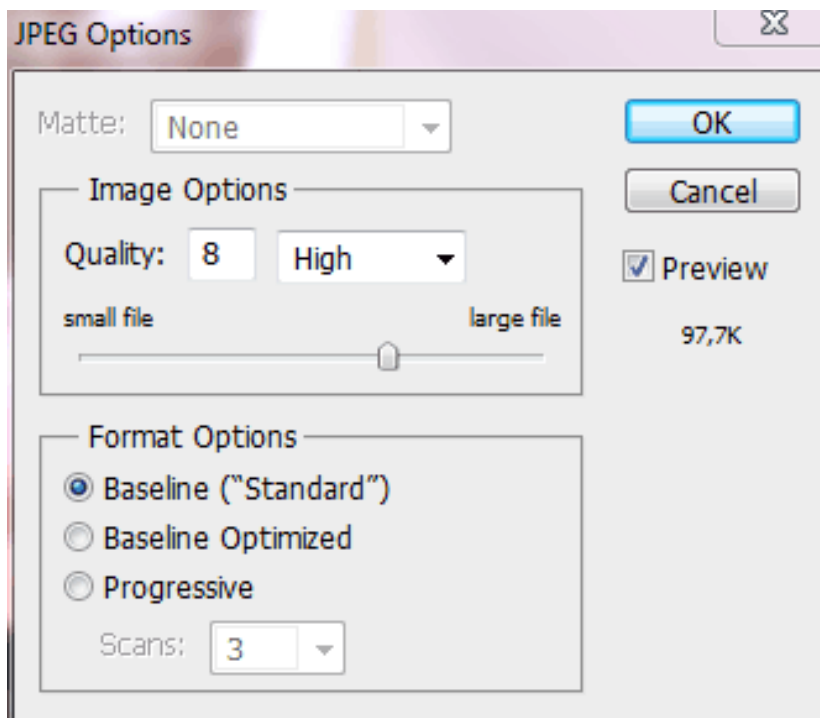 JPEG Options
Matte: None
OK
Image Options
Cancel
Quality: 8 High
Preview
small file large file
97,7K
Format Options
Baseline (“Standard”)
Baseline Optimized
Progressive
Scans: 3